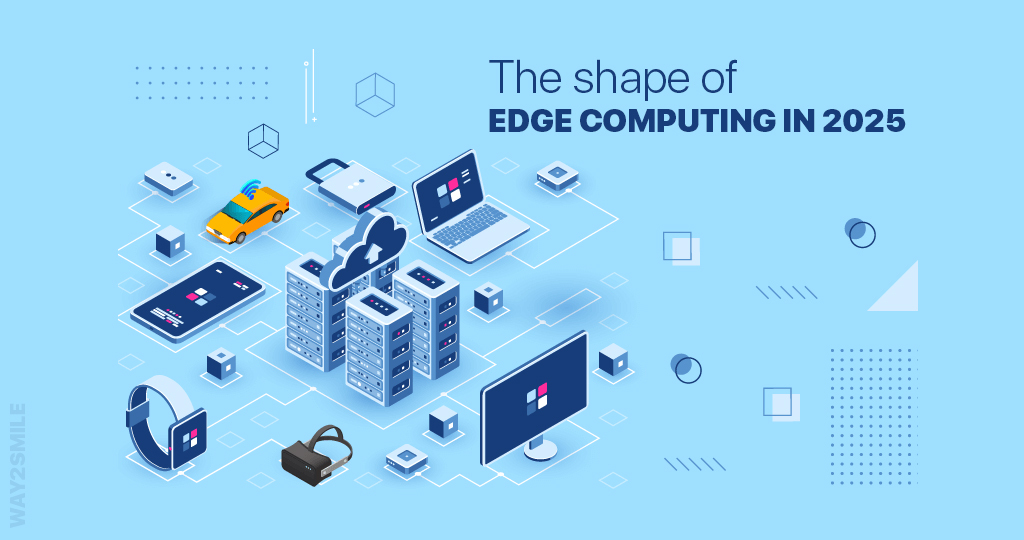 The shape of
EDGE COMPUTING IN 2025
WAY2SMILE